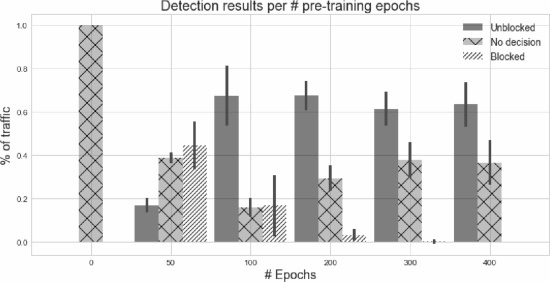 Detection results per # pre-training epochs
Unblocked
No decision
Blocked
% of traffic
1.0
0.8
0.6
0.4
0.2
0.0
0 50 100 200 300 400
# Epochs